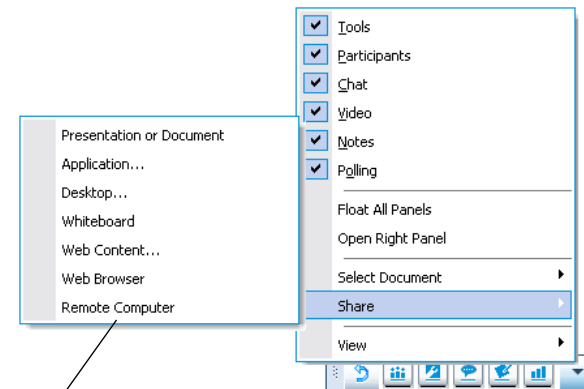 Tools
Participants
Chat
Video
Notes
Polling
Float All Panels
Open Right Panel
Select Document
Share
View
Presentation or Document
Application...
Desktop...
Whiteboard
Web Content...
Web Browser
Remote Computer